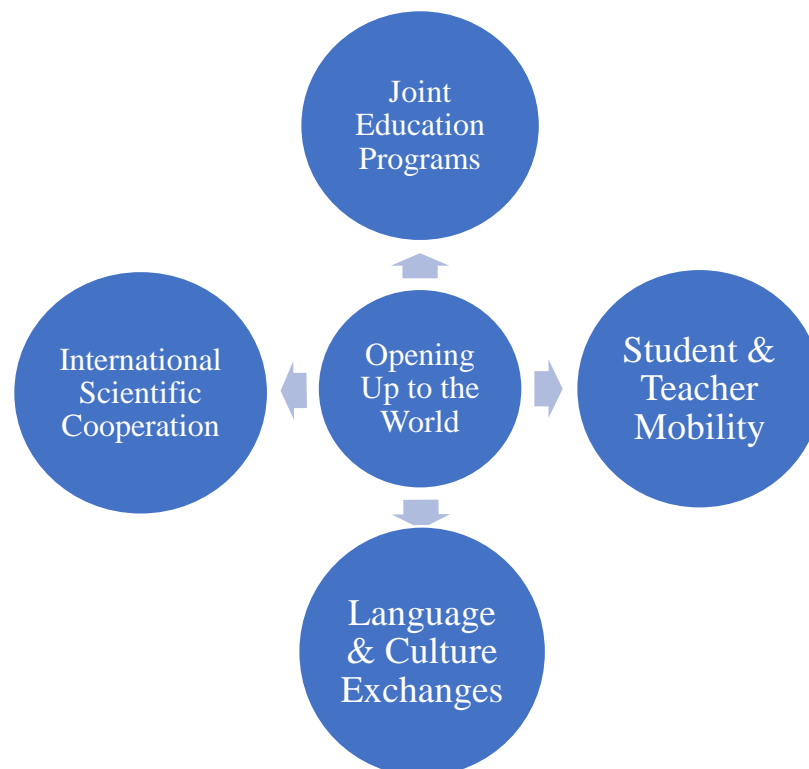 Joint
Education
Programs
International
Scientific
Cooperation
Opening
Up to the
World
Student &
Teacher
Mobility
Language
& Culture
Exchanges